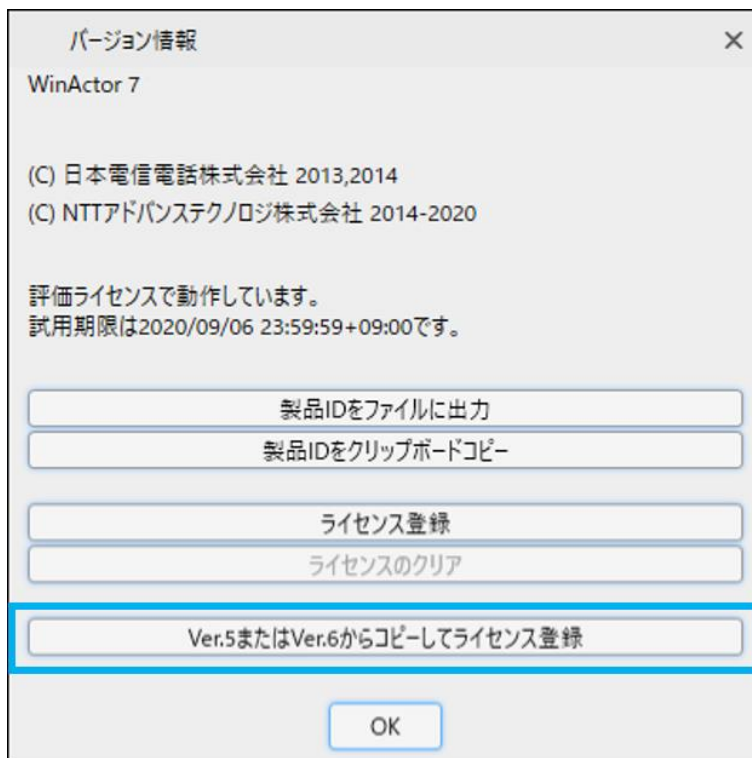 バージョン情報
WinActor 7
(C) 日本電信電話株式会社 2013,2014
(C) NTTアドバンステクノロジ株式会社 2014-2020
評価ライセンスで動作しています。
試用期限は2020/09/06 23:59:59+09:00です。
製品IDをファイルに出力
製品IDをクリップボードコピー
ライセンス登録
ライセンスのクリア
Ver.5またはVer.6からコピーしてライセンス登録
OK